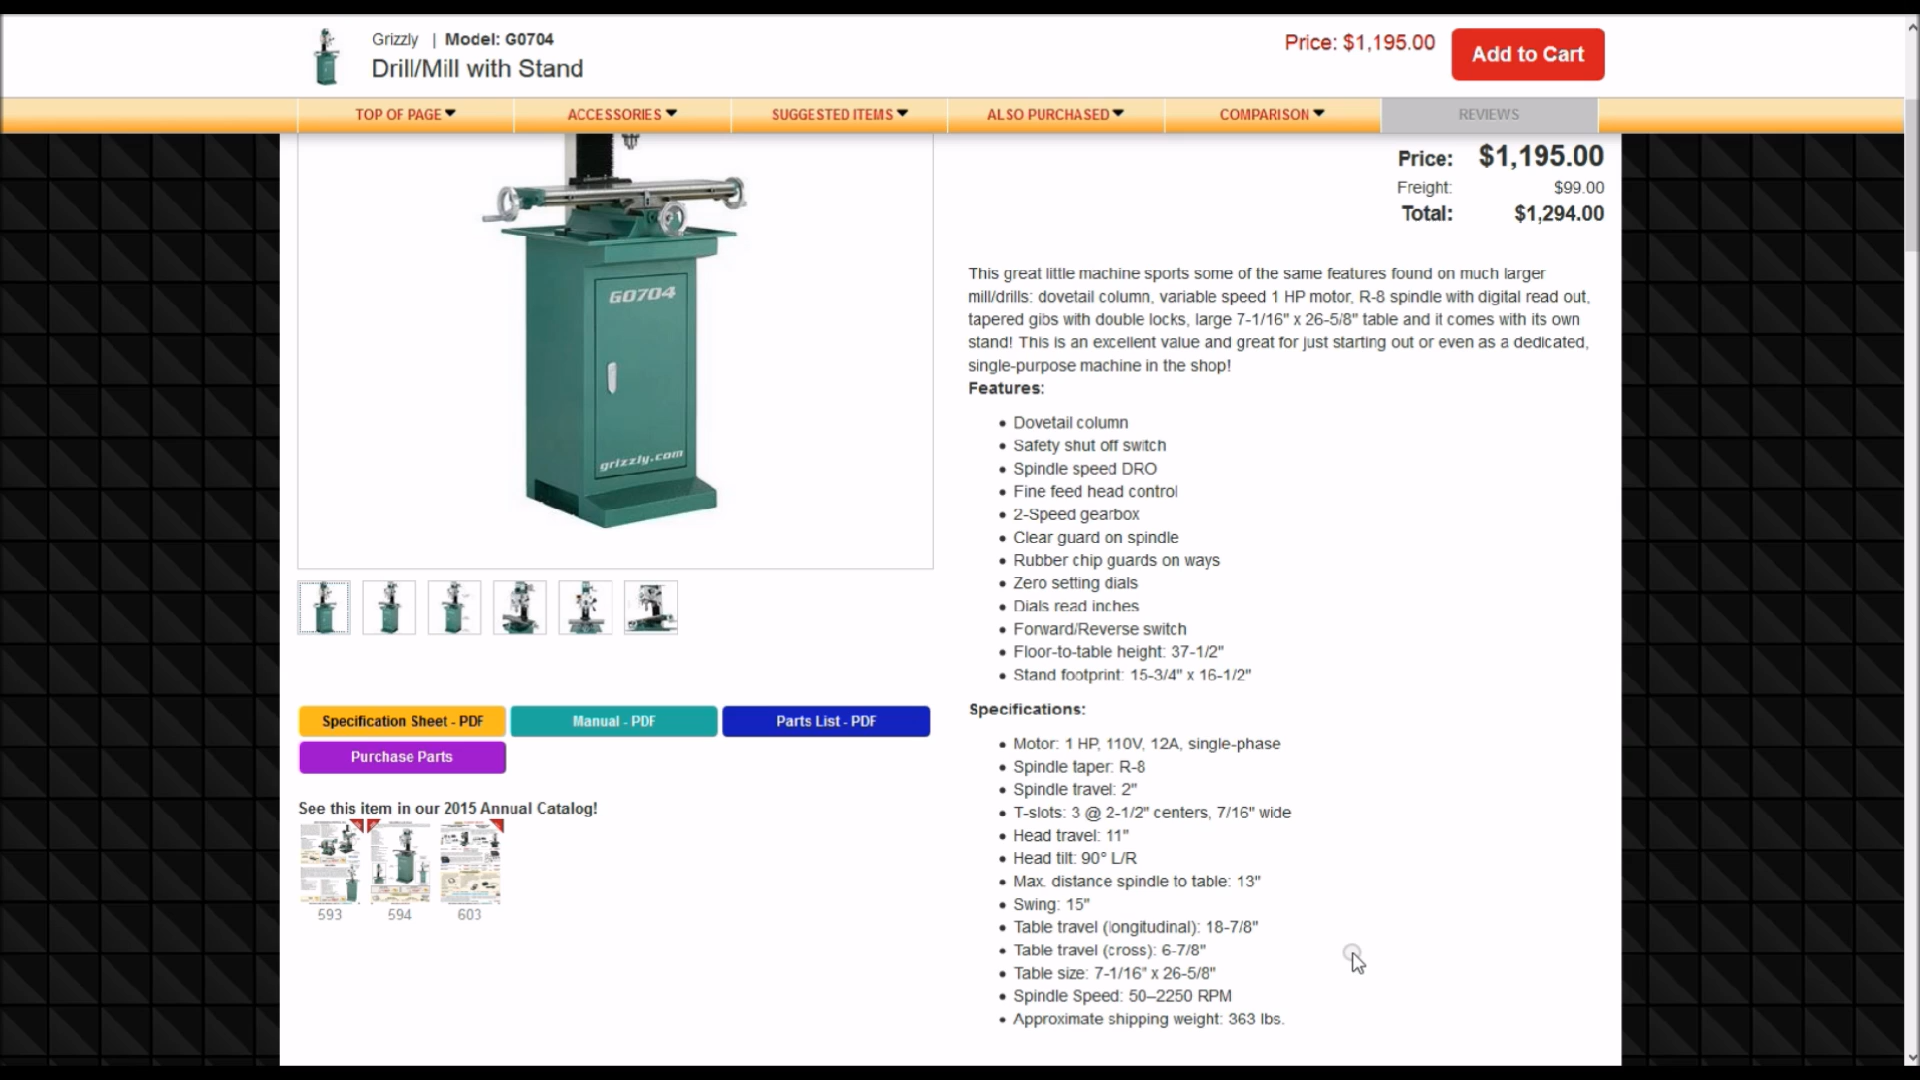 Grizzly | Model: G0704
Drill/Mill with Stand
Price: $1,195.00
Add to Cart
TOP OF PAGE
ACCESSORIES
SUGGESTED ITEMS
ALSO PURCHASED
COMPARISON
REVIEWS
G0704
grizzly.com
Specification Sheet - PDF
Manual - PDF
Parts List - PDF
Purchase Parts
See this item in our 2015 Annual Catalog!
593
594
603
Price: $1,195.00
Freight: $99.00
Total: $1,294.00
This great little machine sports some of the same features found on much larger
mill/drills: dovetail column, variable speed 1 HP motor, R-8 spindle with digital read out,
tapered gibs with double locks, large 7-1/16" x 26-5/8" table and it comes with its own
stand! This is an excellent value and great for just starting out or even as a dedicated,
single-purpose machine in the shop!
Features:
• Dovetail column
• Safety shut off switch
• Spindle speed DRO
• Fine feed head control
• 2-Speed gearbox
• Clear guard on spindle
• Rubber chip guards on ways
• Zero setting dials
• Dials read inches
• Forward/Reverse switch
• Floor-to-table height: 37-1/2"
• Stand footprint: 15-3/4" x 16-1/2"
Specifications:
• Motor: 1 HP, 110V, 12A, single-phase
• Spindle taper: R-8
• Spindle travel: 2"
• T-slots: 3 @ 2-1/2" centers, 7/16" wide
• Head travel: 11"
• Head tilt: 90° L/R
• Max. distance spindle to table: 13"
• Swing: 15"
• Table travel (longitudinal): 18-7/8"
• Table travel (cross): 6-7/8"
• Table size: 7-1/16" x 26-5/8"
• Spindle Speed: 50–2250 RPM
• Approximate shipping weight: 363 lbs.